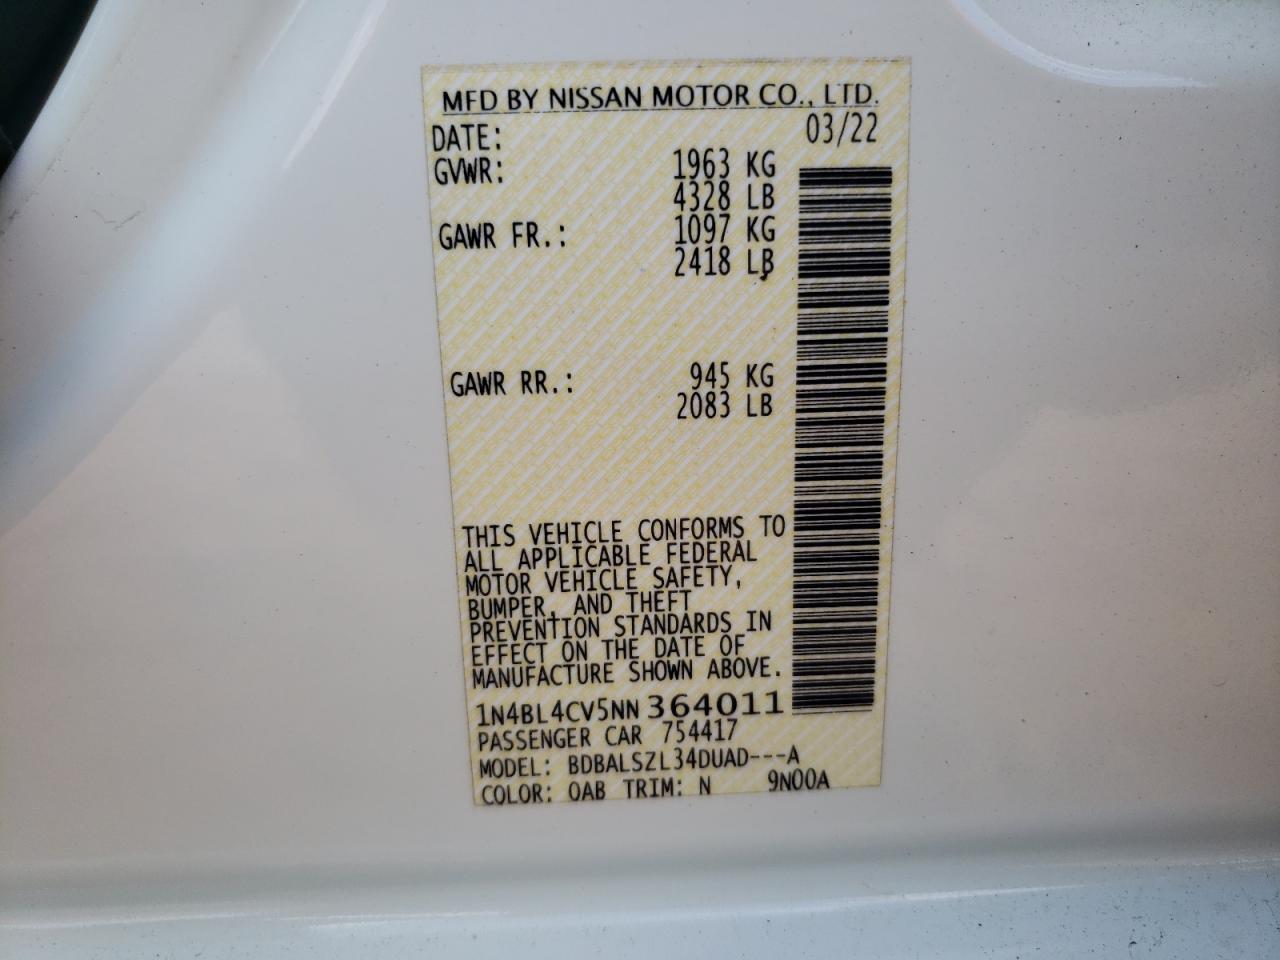 MFD BY NISSAN MOTOR CO., LTD.
DATE: 03/22
GVWR: 1963 KG
4328 LB
GAWR FR.: 1097 KG
2418 LB
GAWR RR.: 945 KG
2083 LB
THIS VEHICLE CONFORMS TO
ALL APPLICABLE FEDERAL
MOTOR VEHICLE SAFETY,
BUMPER, AND THEFT
PREVENTION STANDARDS IN
EFFECT ON THE DATE OF
MANUFACTURE SHOWN ABOVE.
1N4BL4CV5NN364011
PASSENGER CAR 754417
MODEL: BDBALSZL34DUAD---A
COLOR: QAB TRIM: N 9N00A